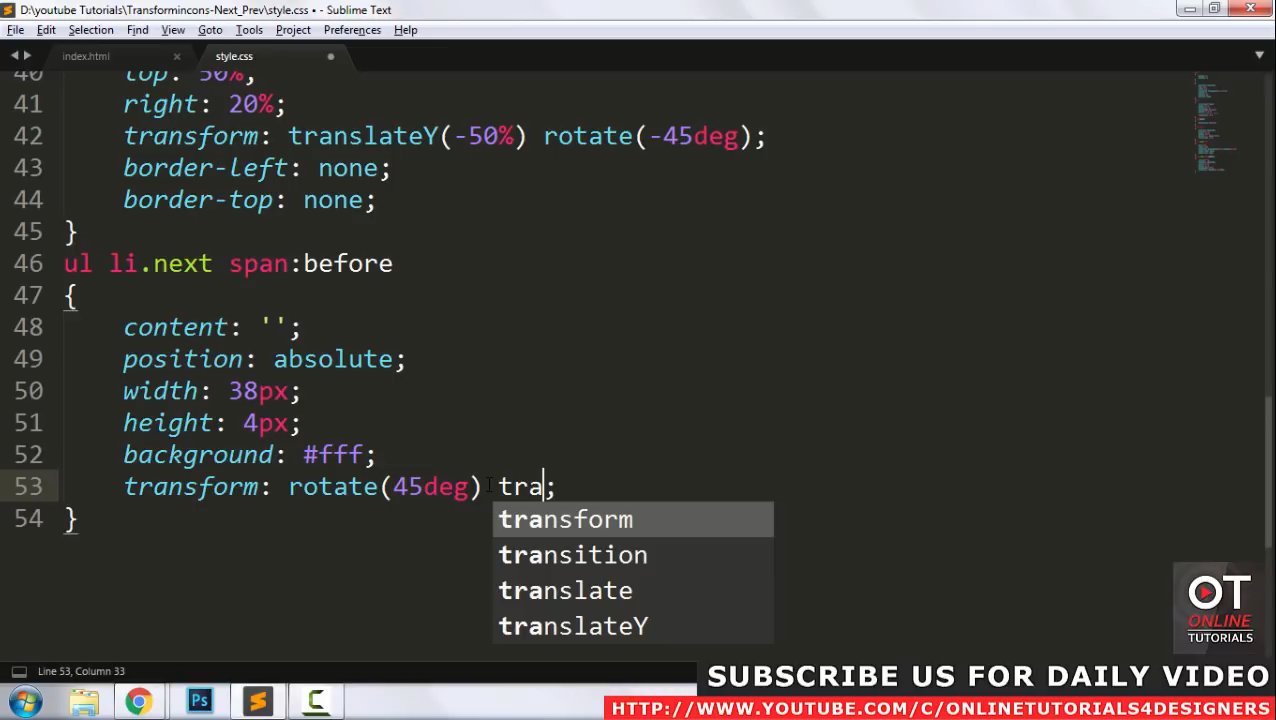 D:\youtube Tutorials\Transformincons-Next_Prev\style.css • - Sublime Text
File Edit Selection Find View Goto Tools Project Preferences Help
index.html × style.css
40 top: 50%;
41 right: 20%;
42 transform: translateY(-50%) rotate(-45deg);
43 border-left: none;
44 border-top: none;
45 }
46 ul li.next span:before
47 {
48 content: '';
49 position: absolute;
50 width: 38px;
51 height: 4px;
52 background: #fff;
53 transform: rotate(45deg) tra;
transform
54 }
transition
translate
translateY
OT
ONLINE
TUTORIALS
Line 53, Column 33
SUBSCRIBE US FOR DAILY VIDEO
Ps
HTTP://WWW.YOUTUBE.COM/C/ONLINETUTORIALS4DESIGNERS